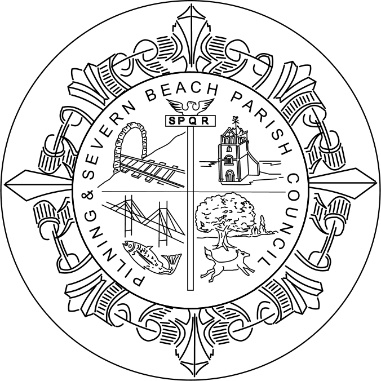 PILNING & SEVERN BEACH PARISH COUNCIL
SPQR